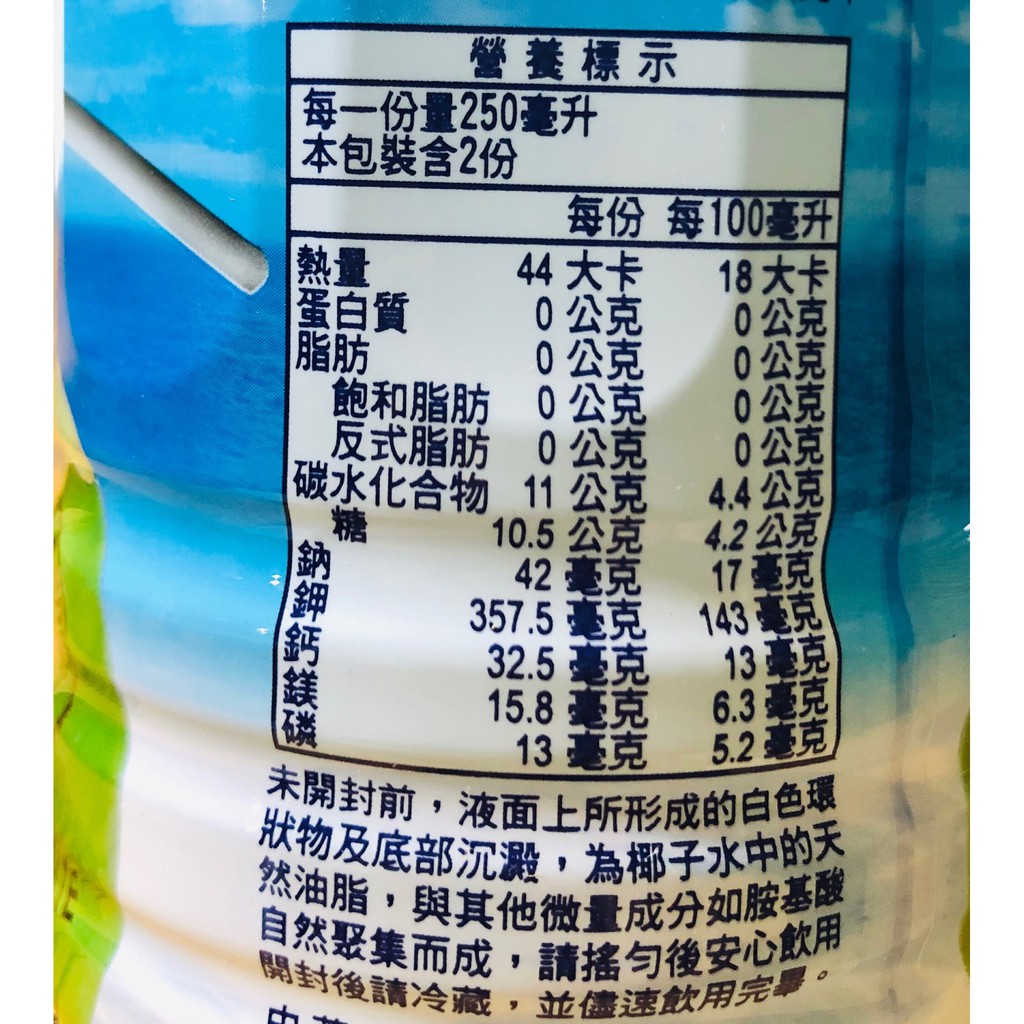 營養標示
每一份量250毫升
本包裝含2份
每份 每100毫升
熱量 44 大卡 18 大卡
蛋白質 0 公克 0 公克
脂肪 0 公克 0 公克
飽和脂肪 0 公克 0 公克
反式脂肪 0 公克 0 公克
碳水化合物 11 公克 4.4 公克
糖 10.5 公克 4.2 公克
鈉 42 毫克 17 毫克
鉀 357.5 毫克 143 毫克
鈣 32.5 毫克 13 毫克
鎂 15.8 毫克 6.3 毫克
磷 13 毫克 5.2 毫克
未開封前，液面上所形成的白色環
狀物及底部沉澱，為椰子水中的天
然油脂，與其他微量成分如胺基酸
自然聚集而成，請搖勻後安心飲用
開封後請冷藏，並儘速飲用完畢。